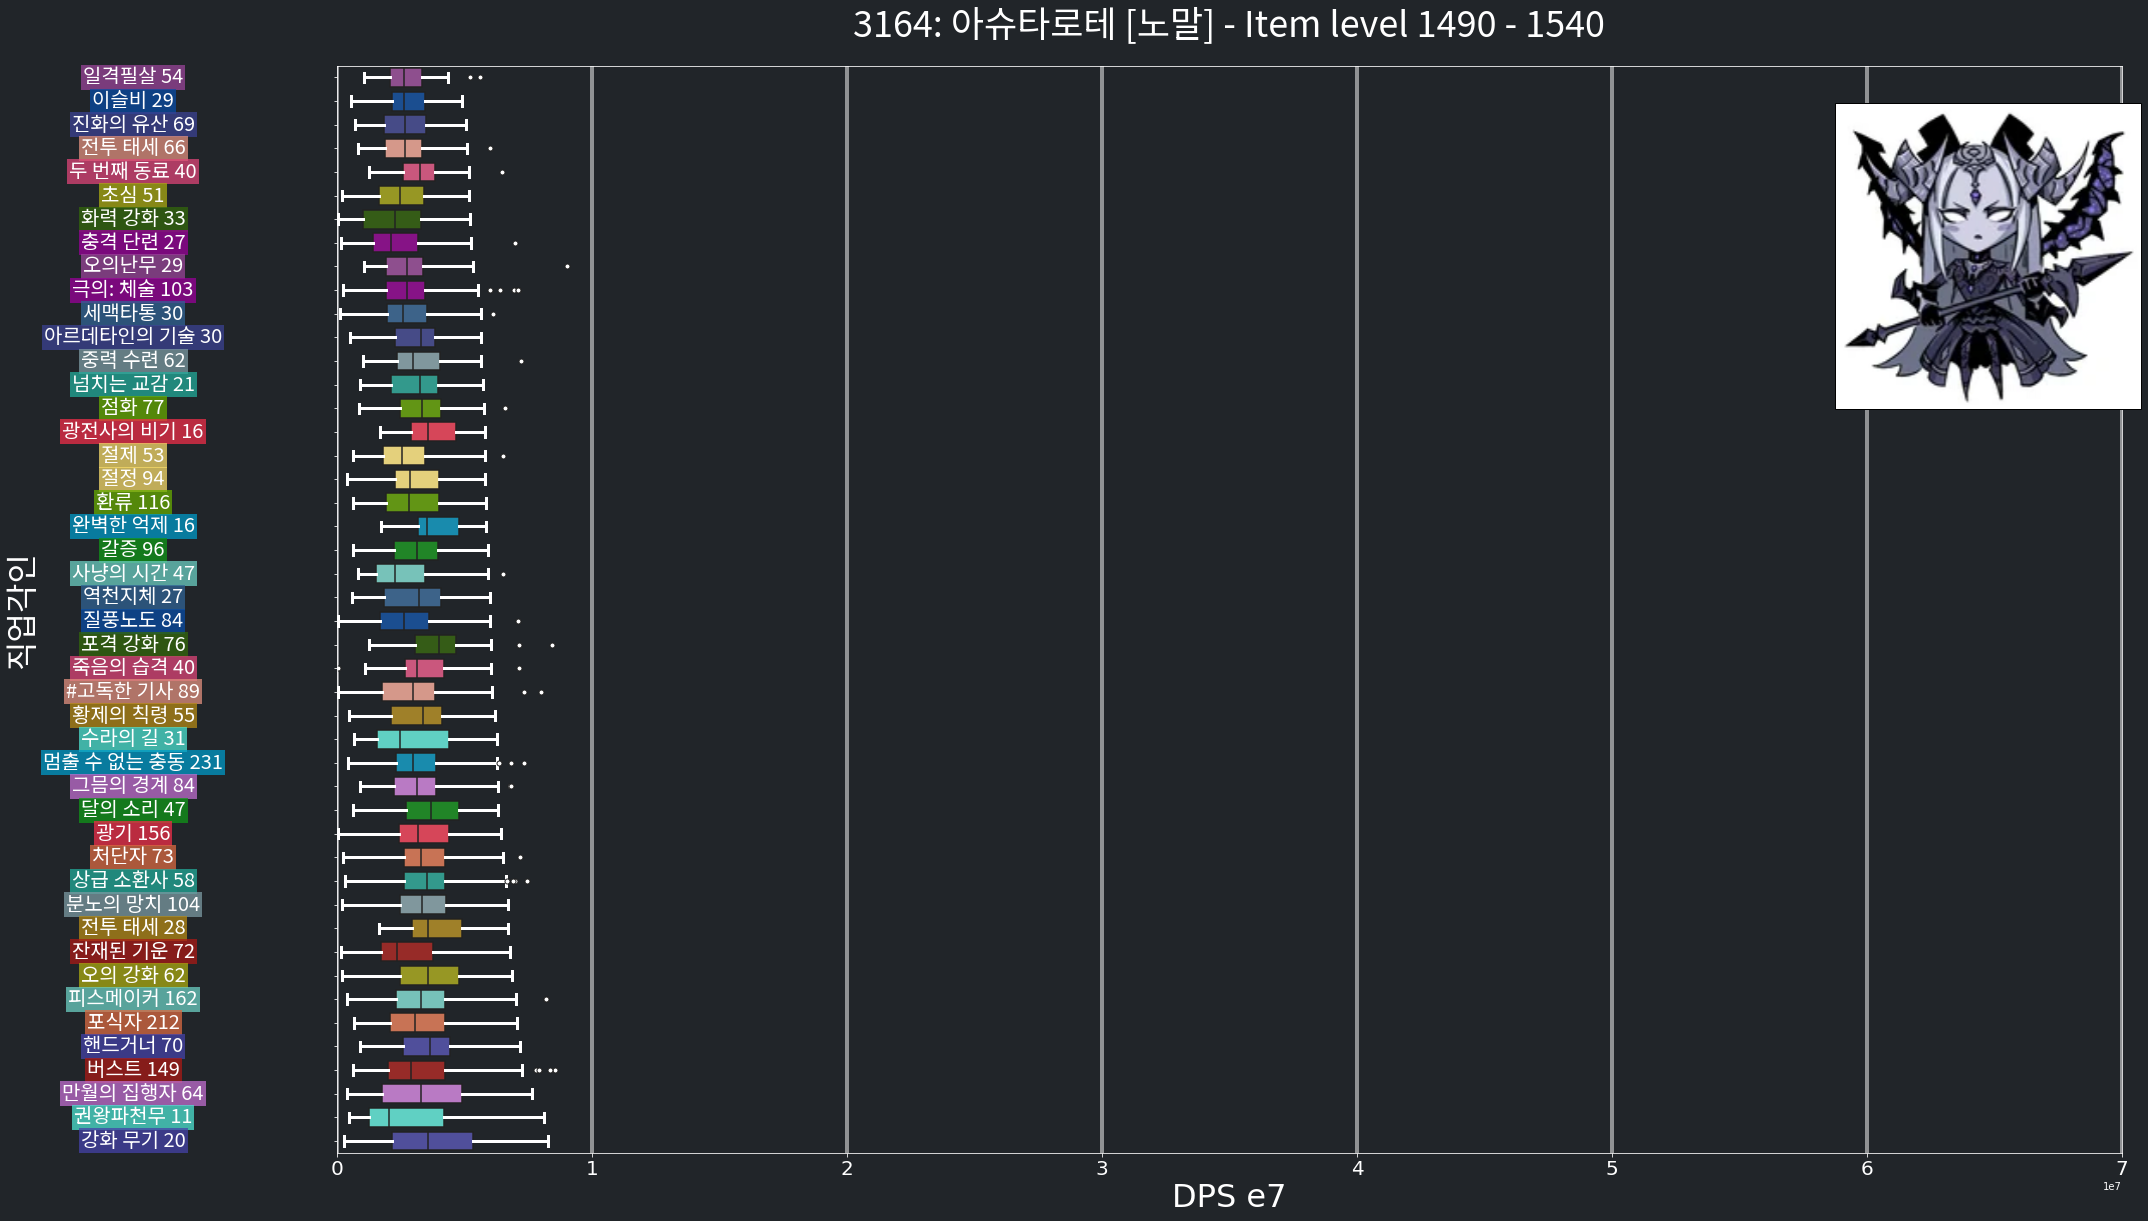 3164: 아슈타로테 [노말] - Item level 1490 - 1540
일격필살 54
이슬비 29
진화의 유산 69
전투 태세 66
두 번째 동료 40
초심 51
화력 강화 33
충격 단련 27
오의난무 29
극의: 체술 103
세맥타통 30
아르데타인의 기술 30
중력 수련 62
넘치는 교감 21
점화 77
광전사의 비기 16
절제 53
절정 94
환류 116
완벽한 억제 16
갈증 96
사냥의 시간 47
역천지체 27
질풍노도 84
포격 강화 76
죽음의 습격 40
#고독한 기사 89
황제의 칙령 55
수라의 길 31
멈출 수 없는 충동 231
그믐의 경계 84
달의 소리 47
광기 156
처단자 73
상급 소환사 58
분노의 망치 104
전투 태세 28
잔재된 기운 72
오의 강화 62
피스메이커 162
포식자 212
핸드거너 70
버스트 149
만월의 집행자 64
권왕파천무 11
강화 무기 20
직업각인
0 1 2 3 4 5 6 7
1e7
DPS e7